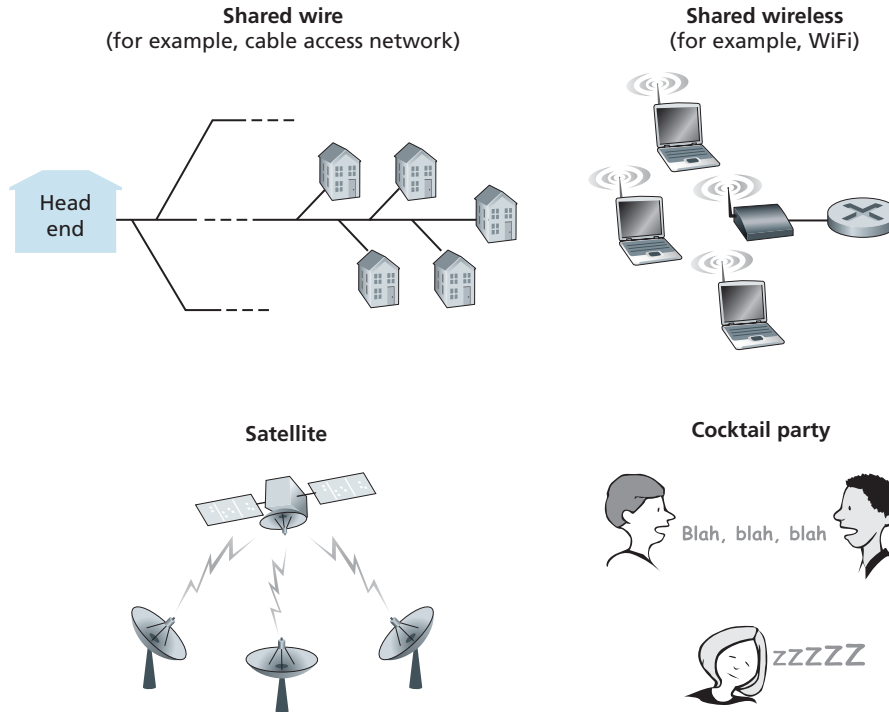 Shared wire
(for example, cable access network)
Shared wireless
(for example, WiFi)
Head
end
Satellite
Cocktail party
Blah, blah, blah
zzzzz